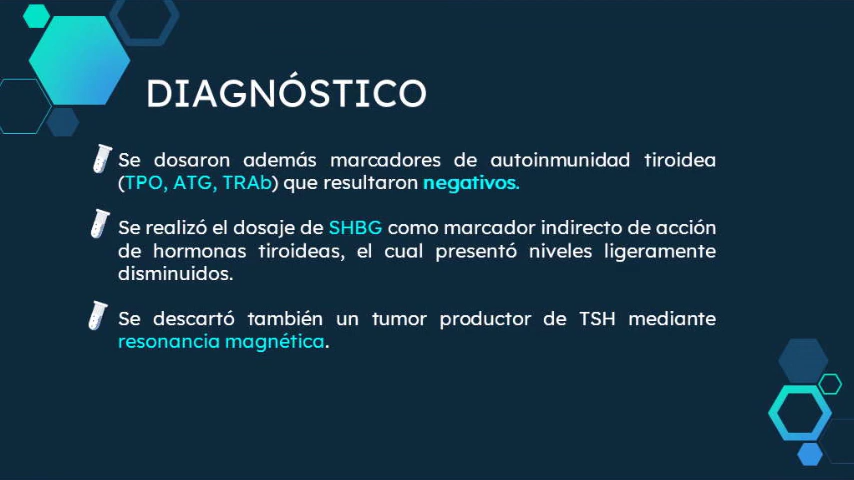 DIAGNÓSTICO
Se dosaron además marcadores de autoinmunidad tiroidea
(TPO, ATG, TRAb) que resultaron negativos.
Se realizó el dosaje de SHBG como marcador indirecto de acción
de hormonas tiroideas, el cual presentó niveles ligeramente
disminuidos.
Se descartó también un tumor productor de TSH mediante
resonancia magnética.